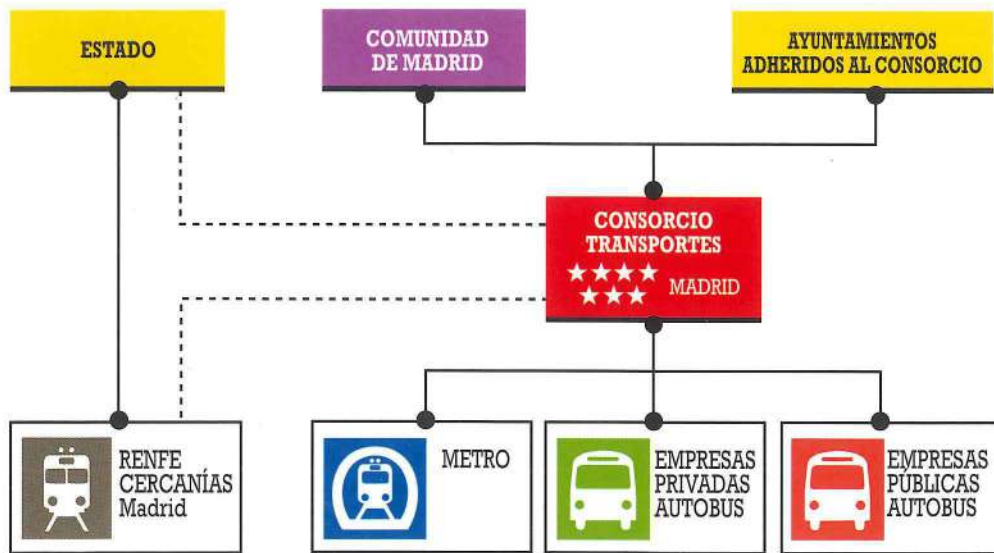 ESTADO
COMUNIDAD
DE MADRID
AYUNTAMIENTOS
ADHERIDOS AL CONSORCIO
CONSORCIO
TRANSPORTES
MADRID
RENFE
CERCANÍAS
Madrid
METRO
EMPRESAS
PRIVADAS
AUTOBUS
EMPRESAS
PÚBLICAS
AUTOBUS